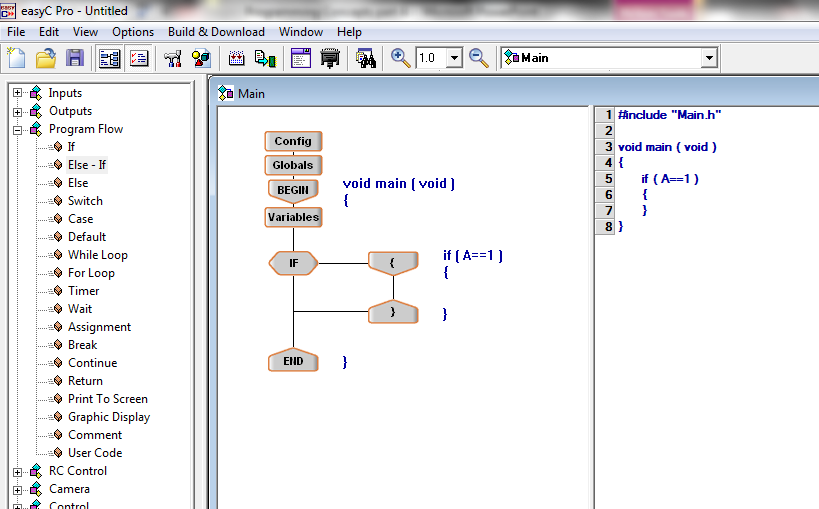 easyC Pro - Untitled
File Edit View Options Build & Download Window Help
1.0 Main
Inputs
Outputs
Program Flow
If
Else - If
Else
Switch
Case
Default
While Loop
For Loop
Timer
Wait
Assignment
Break
Continue
Return
Print To Screen
Graphic Display
Comment
User Code
RC Control
Camera
Control
Main
Config
Globals
BEGIN
void main ( void )
{
Variables
IF
{
if ( A==1 )
{
}
}
END
}
1 #include "Main.h"
2
3 void main ( void )
4 {
5 if ( A==1 )
6 {
7 }
8 }